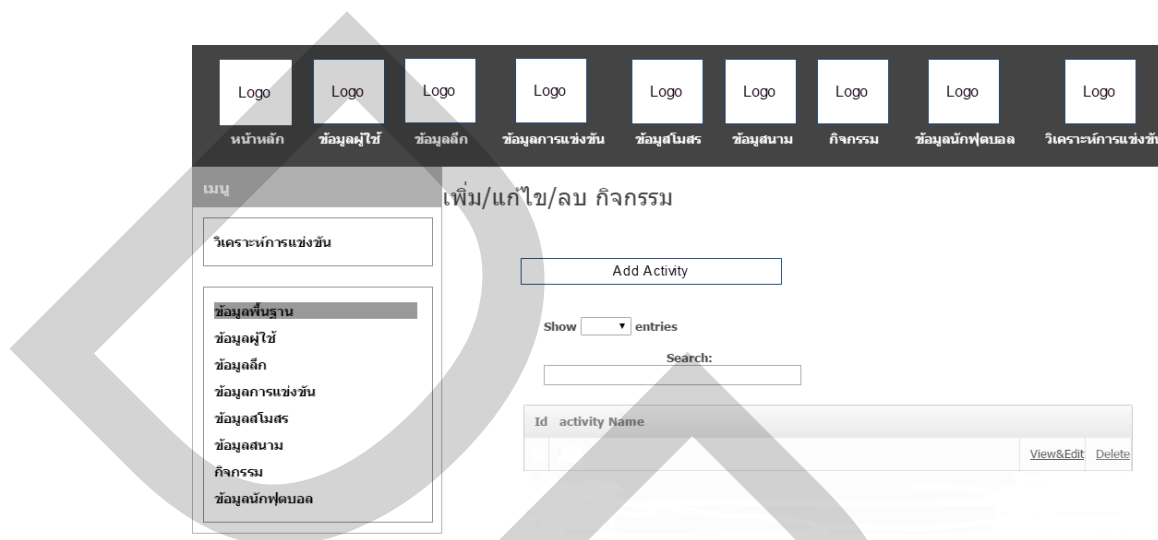 Logo Logo Logo Logo Logo Logo Logo Logo Logo
หน้าหลัก ข้อมูลผู้ใช้ ข้อมูลลีก ข้อมูลการแข่งขัน ข้อมูสโมสร ข้อมูสนาม กิจกรรม ข้อมูลนักฟุตบอล วิเคราะห์การแข่งขัน
เมนู
วิเคราะห์การแข่งขัน
ข้อมูลพื้นฐาน
ข้อมูลผู้ใช้
ข้อมูลลีก
ข้อมูลการแข่งขัน
ข้อมูลสโมสร
ข้อมูลสนาม
กิจกรรม
ข้อมูลนักฟุตบอล
เพิ่ม/แก้ไข/ลบ กิจกรรม
Add Activity
Show entries
Search:
Id activity Name
View&Edit Delete